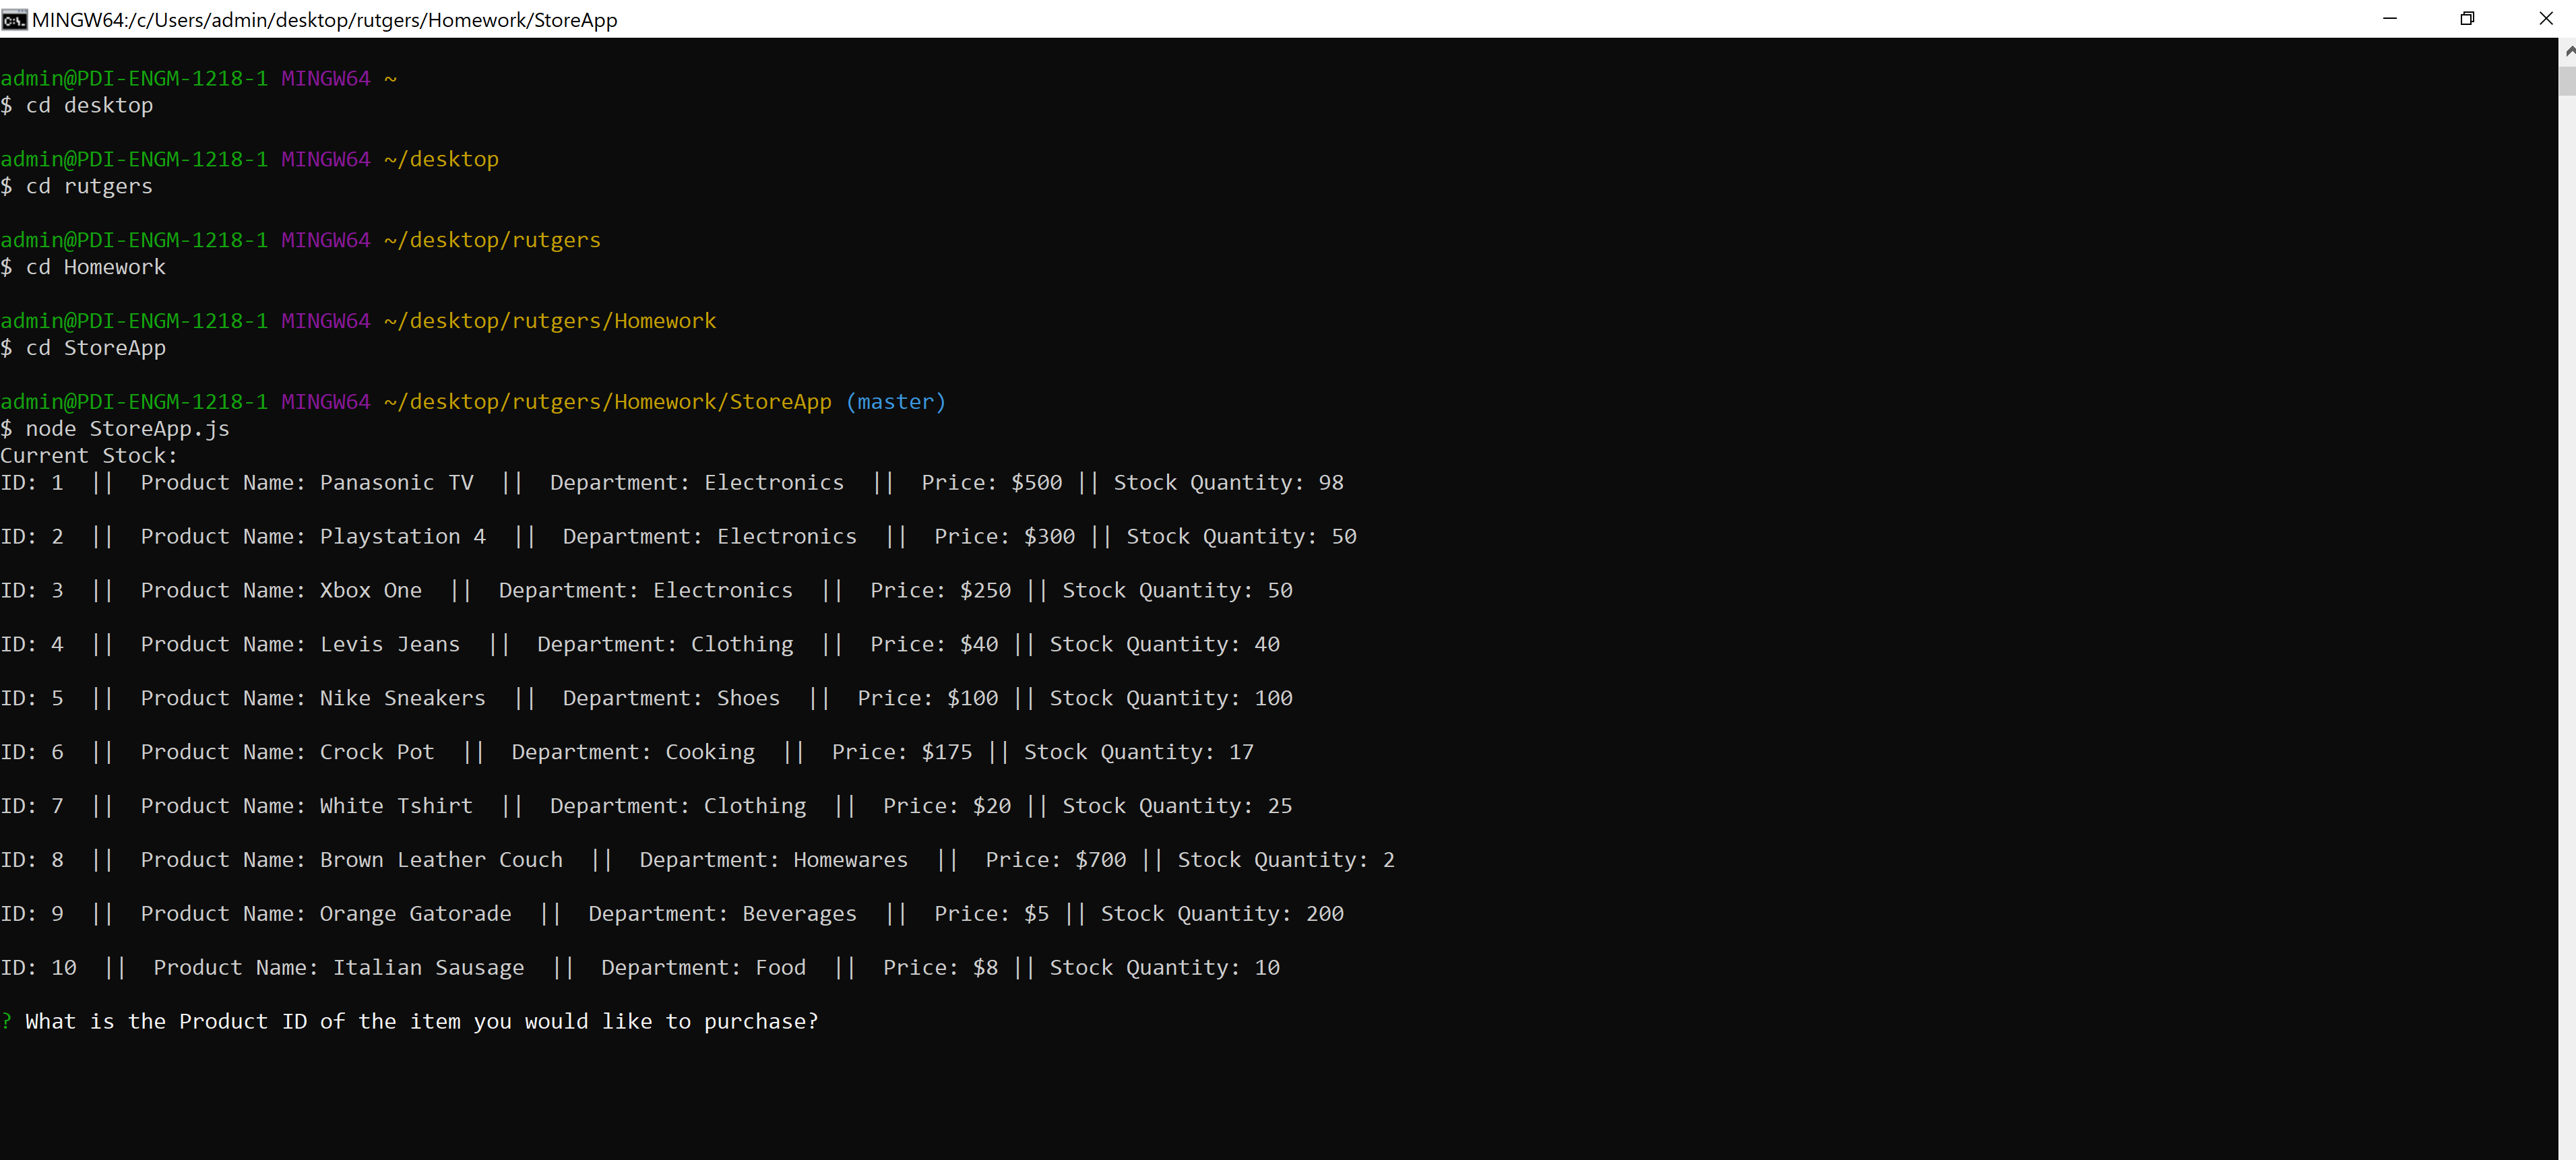 MINGW64:/c/Users/admin/desktop/rutgers/Homework/StoreApp
admin@PDI-ENGM-1218-1 MINGW64 ~
$ cd desktop
admin@PDI-ENGM-1218-1 MINGW64 ~/desktop
$ cd rutgers
admin@PDI-ENGM-1218-1 MINGW64 ~/desktop/rutgers
$ cd Homework
admin@PDI-ENGM-1218-1 MINGW64 ~/desktop/rutgers/Homework
$ cd StoreApp
admin@PDI-ENGM-1218-1 MINGW64 ~/desktop/rutgers/Homework/StoreApp (master)
$ node StoreApp.js
Current Stock:
ID: 1  ||  Product Name: Panasonic TV  ||  Department: Electronics  ||  Price: $500 || Stock Quantity: 98
ID: 2  ||  Product Name: Playstation 4  ||  Department: Electronics  ||  Price: $300 || Stock Quantity: 50
ID: 3  ||  Product Name: Xbox One  ||  Department: Electronics  ||  Price: $250 || Stock Quantity: 50
ID: 4  ||  Product Name: Levis Jeans  ||  Department: Clothing  ||  Price: $40 || Stock Quantity: 40
ID: 5  ||  Product Name: Nike Sneakers  ||  Department: Shoes  ||  Price: $100 || Stock Quantity: 100
ID: 6  ||  Product Name: Crock Pot  ||  Department: Cooking  ||  Price: $175 || Stock Quantity: 17
ID: 7  ||  Product Name: White Tshirt  ||  Department: Clothing  ||  Price: $20 || Stock Quantity: 25
ID: 8  ||  Product Name: Brown Leather Couch  ||  Department: Homewares  ||  Price: $700 || Stock Quantity: 2
ID: 9  ||  Product Name: Orange Gatorade  ||  Department: Beverages  ||  Price: $5 || Stock Quantity: 200
ID: 10  ||  Product Name: Italian Sausage  ||  Department: Food  ||  Price: $8 || Stock Quantity: 10
? What is the Product ID of the item you would like to purchase?